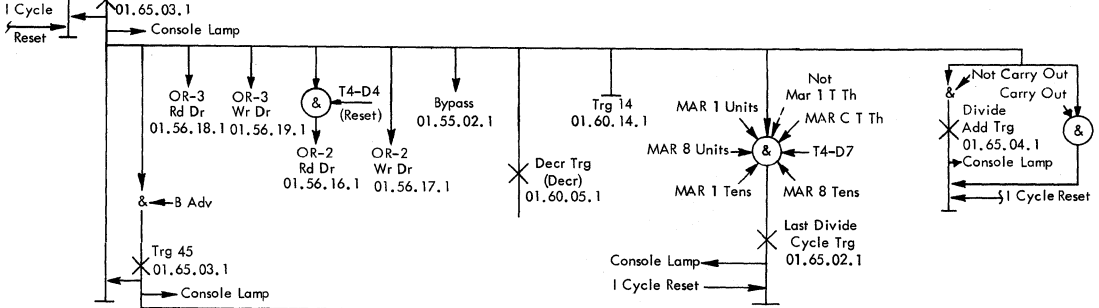 I Cycle
Reset
01.65.03.1
Console Lamp
OR-3
Rd Dr
01.56.18.1
OR-3
Wr Dr
01.56.19.1
&
T4-D4
(Reset)
OR-2
Rd Dr
01.56.16.1
OR-2
Wr Dr
01.56.17.1
Bypass
01.55.02.1
Decr Trg
(Decr)
01.60.05.1
Trg 14
01.60.14.1
Not
Mar 1 T Th
MAR 1 Units
MAR C T Th
MAR 8 Units
&
T4-D7
MAR 1 Tens
MAR 8 Tens
Last Divide
Cycle Trg
01.65.02.1
Console Lamp
I Cycle Reset
Not Carry Out
&
Carry Out
Divide
Add Trg
01.65.04.1
&
Console Lamp
I Cycle Reset
&
B Adv
Trg 45
01.65.03.1
Console Lamp